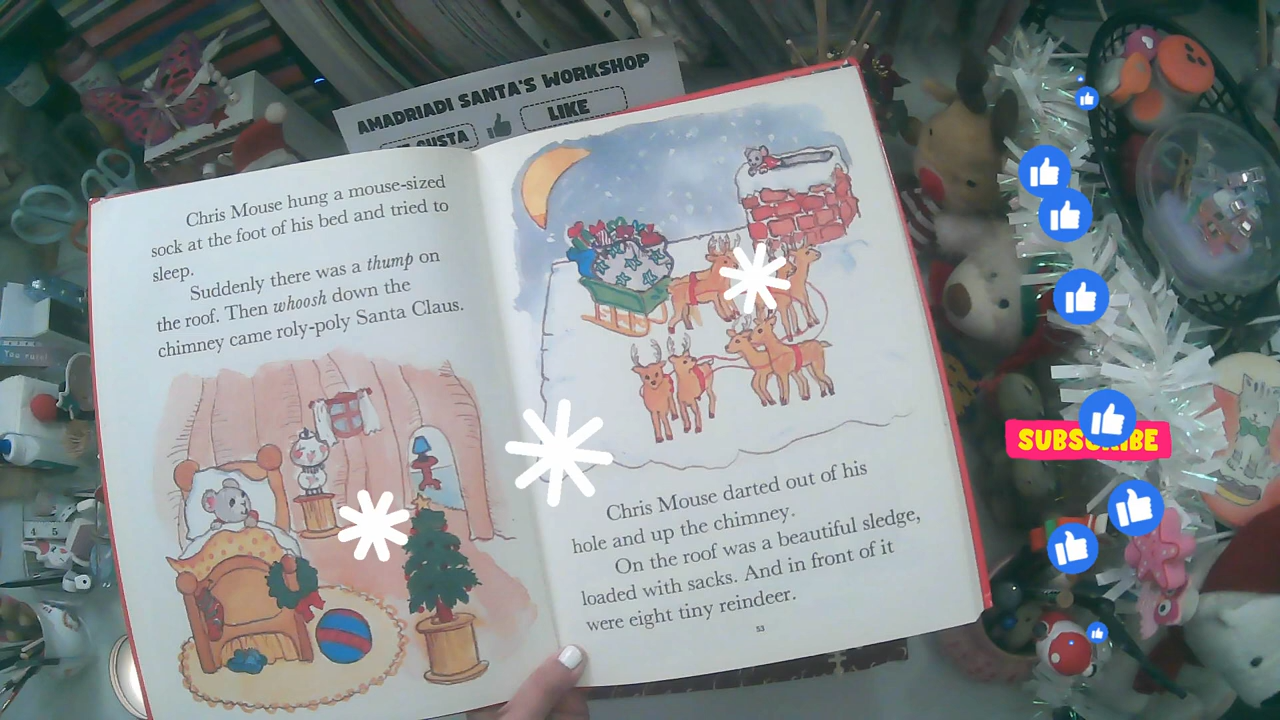 AMADRIADI SANTA'S WORKSHOP
LIKE
Chris Mouse hung a mouse-sized
sock at the foot of his bed and tried to
sleep.
Suddenly there was a thump on
the roof. Then whoosh down the
chimney came roly-poly Santa Claus.
Chris Mouse darted out of his
hole and up the chimney.
On the roof was a beautiful sledge,
loaded with sacks. And in front of it
were eight tiny reindeer.
53
SUBSCRIBE